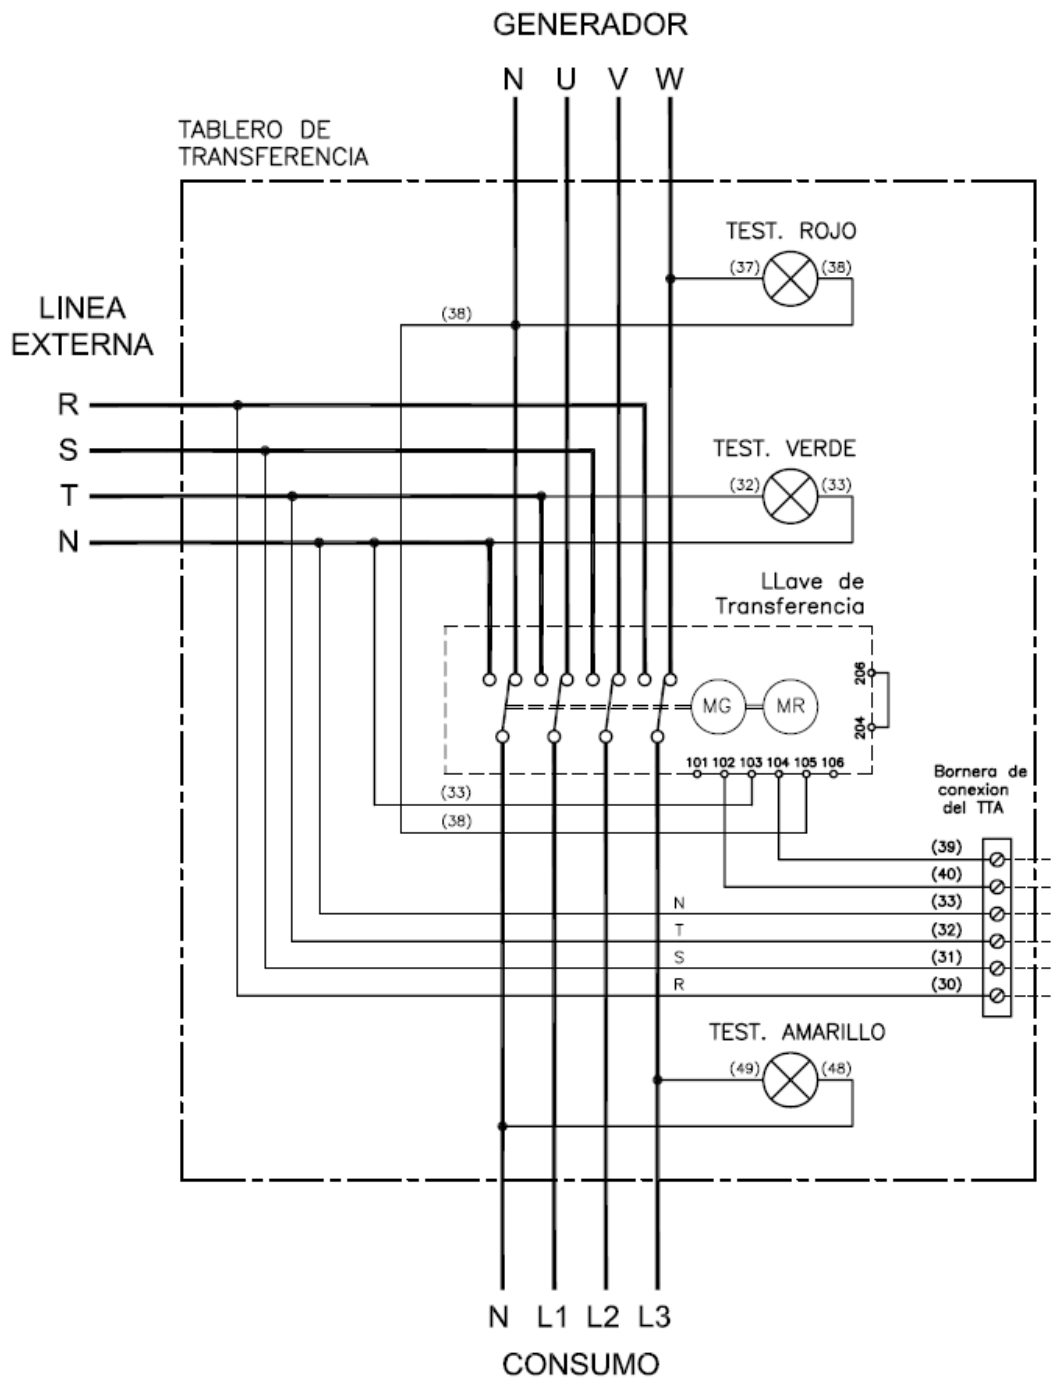 GENERADOR
N U V W
TABLERO DE
TRANSFERENCIA
TEST. ROJO
(37) (38)
(38)
LINEA
EXTERNA
R
S
T
N
TEST. VERDE
(32) (33)
LLave de
Transferencia
206
204
MG MR
101 102 103 104 105 106
(33)
(38)
Bornera de
conexion
del TTA
(39)
(40)
N (33)
T (32)
S (31)
R (30)
TEST. AMARILLO
(49) (48)
N L1 L2 L3
CONSUMO